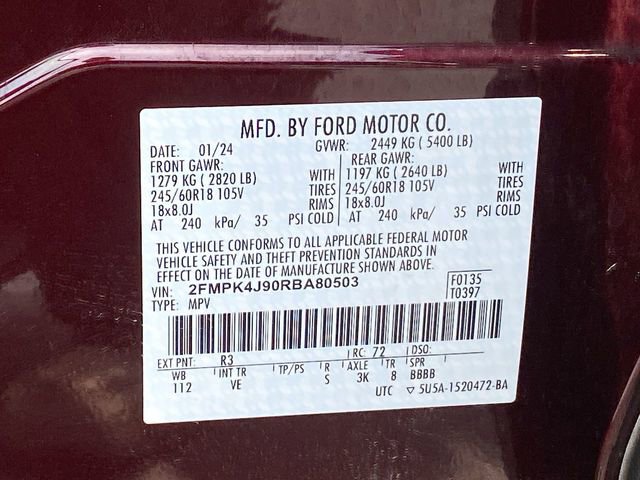 MFD. BY FORD MOTOR CO.
DATE: 01/24 GVWR: 2449 KG ( 5400 LB)
FRONT GAWR: REAR GAWR:
1279 KG ( 2820 LB) WITH 1197 KG ( 2640 LB) WITH
245/60R18 105V TIRES 245/60R18 105V TIRES
18x8.0J RIMS 18x8.0J RIMS
AT 240 kPa/ 35 PSI COLD AT 240 kPa/ 35 PSI COLD
THIS VEHICLE CONFORMS TO ALL APPLICABLE FEDERAL MOTOR
VEHICLE SAFETY AND THEFT PREVENTION STANDARDS IN
EFFECT ON THE DATE OF MANUFACTURE SHOWN ABOVE.
VIN: 2FMPK4J90RBA80503 F0135
TYPE: MPV T0397
EXT PNT: R3 RC: 72 DSO:
WB INT TR TP/PS R AXLE TR SPR
112 VE S 3K 8 BBBB
UTC ▽ 5U5A-1520472-BA